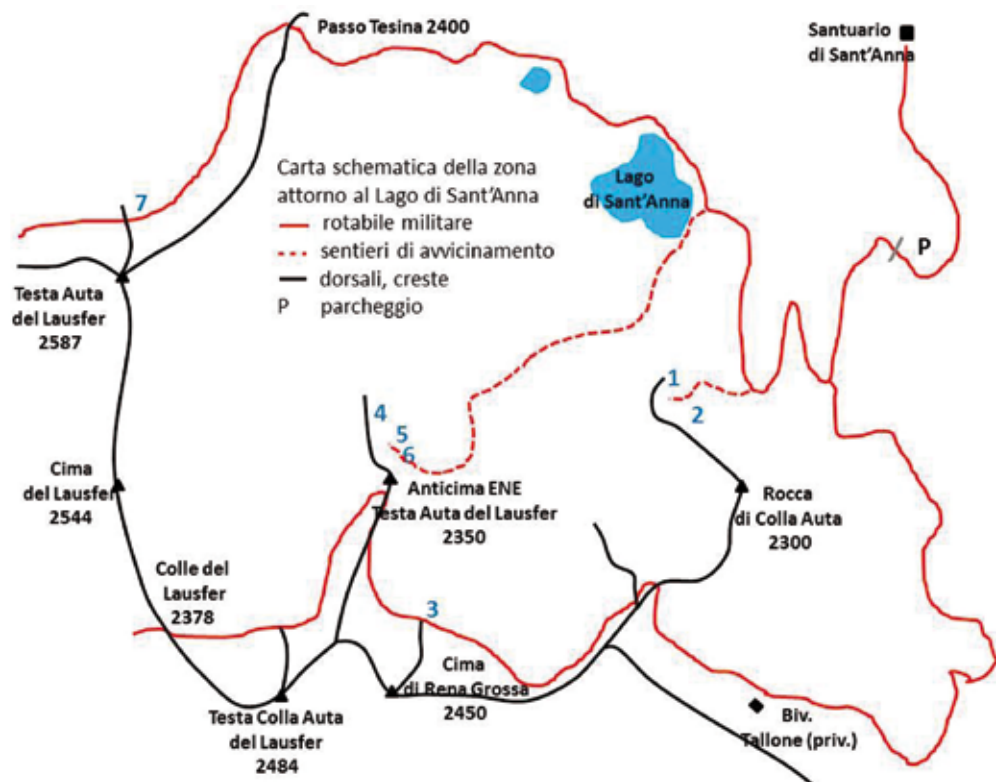 Passo Tesina 2400
Santuario
di Sant'Anna
Carta schematica della zona
attorno al Lago di Sant'Anna
rotabile militare
sentieri di avvicinamento
dorsali, creste
P parcheggio
Lago
di Sant'Anna
7
P
Testa Auta
del Lausfer
2587
1
2
4
5
6
Cima
del Lausfer
2544
Anticima ENE
Testa Auta del Lausfer
2350
Rocca
di Colla Auta
2300
Colle del
Lausfer
2378
3
Cima
di Rena Grossa
2450
Testa Colla Auta
del Lausfer
2484
Biv.
Tallone (priv.)